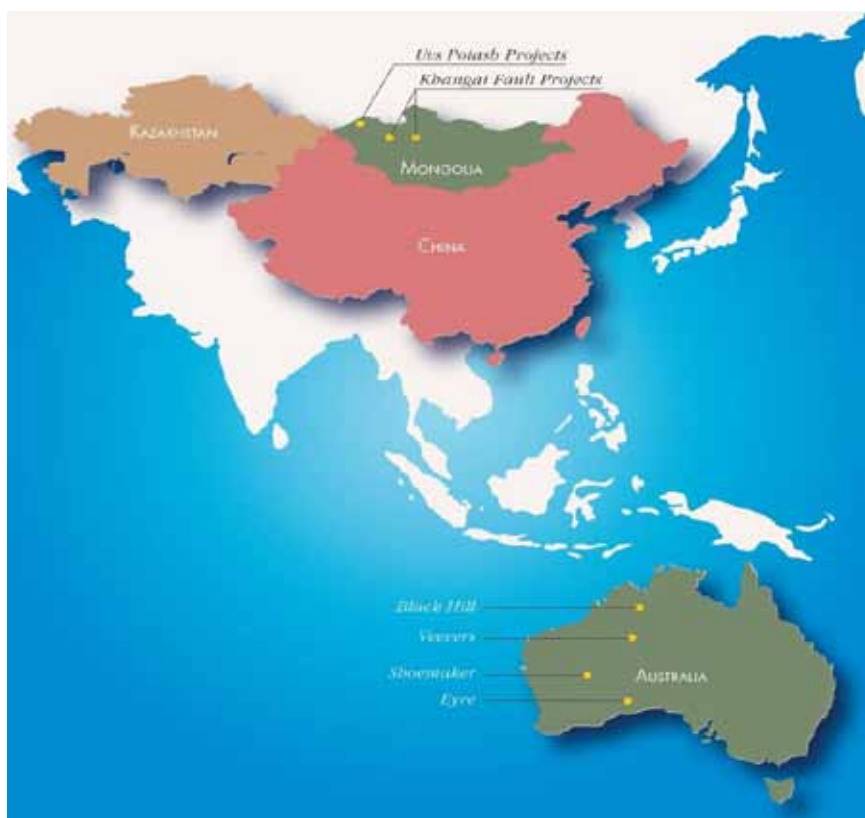 Uvs Potash Projects
Khangai Fault Projects
KAZAKHSTAN
MONGOLIA
CHINA
Black Hill
Veevers
Shoemaker
AUSTRALIA
Eyre